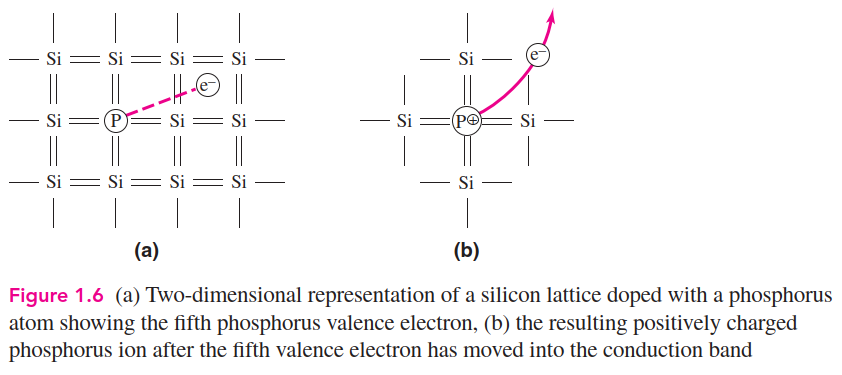 Si Si Si Si
e⁻
Si P Si Si
Si Si Si Si
(a)
Si e⁻
Si P⊕ Si
Si
(b)
Figure 1.6 (a) Two-dimensional representation of a silicon lattice doped with a phosphorus
atom showing the fifth phosphorus valence electron, (b) the resulting positively charged
phosphorus ion after the fifth valence electron has moved into the conduction band